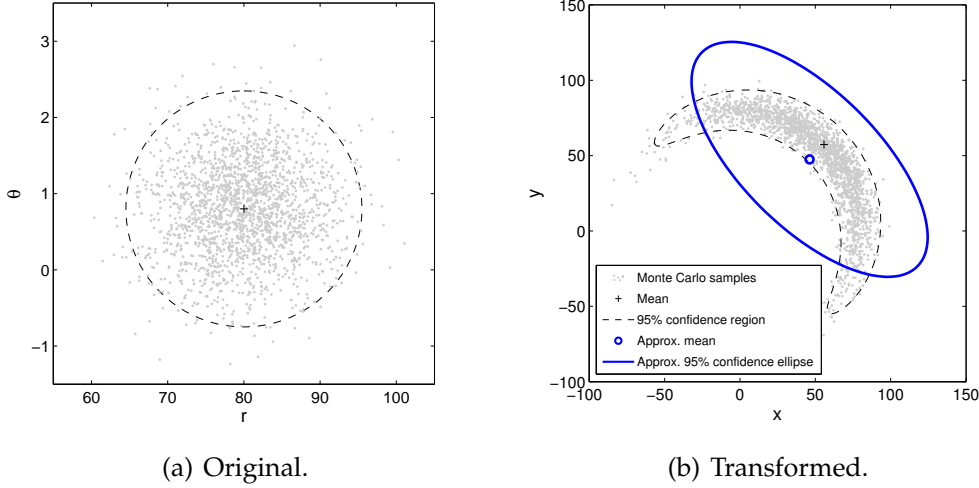 3
2
1
0
−1
θ
60
70
80
90
100
r
(a) Original.
150
100
50
0
−50
−100
y
−100
−50
0
50
100
150
x
Monte Carlo samples
Mean
95% confidence region
Approx. mean
Approx. 95% confidence ellipse
(b) Transformed.